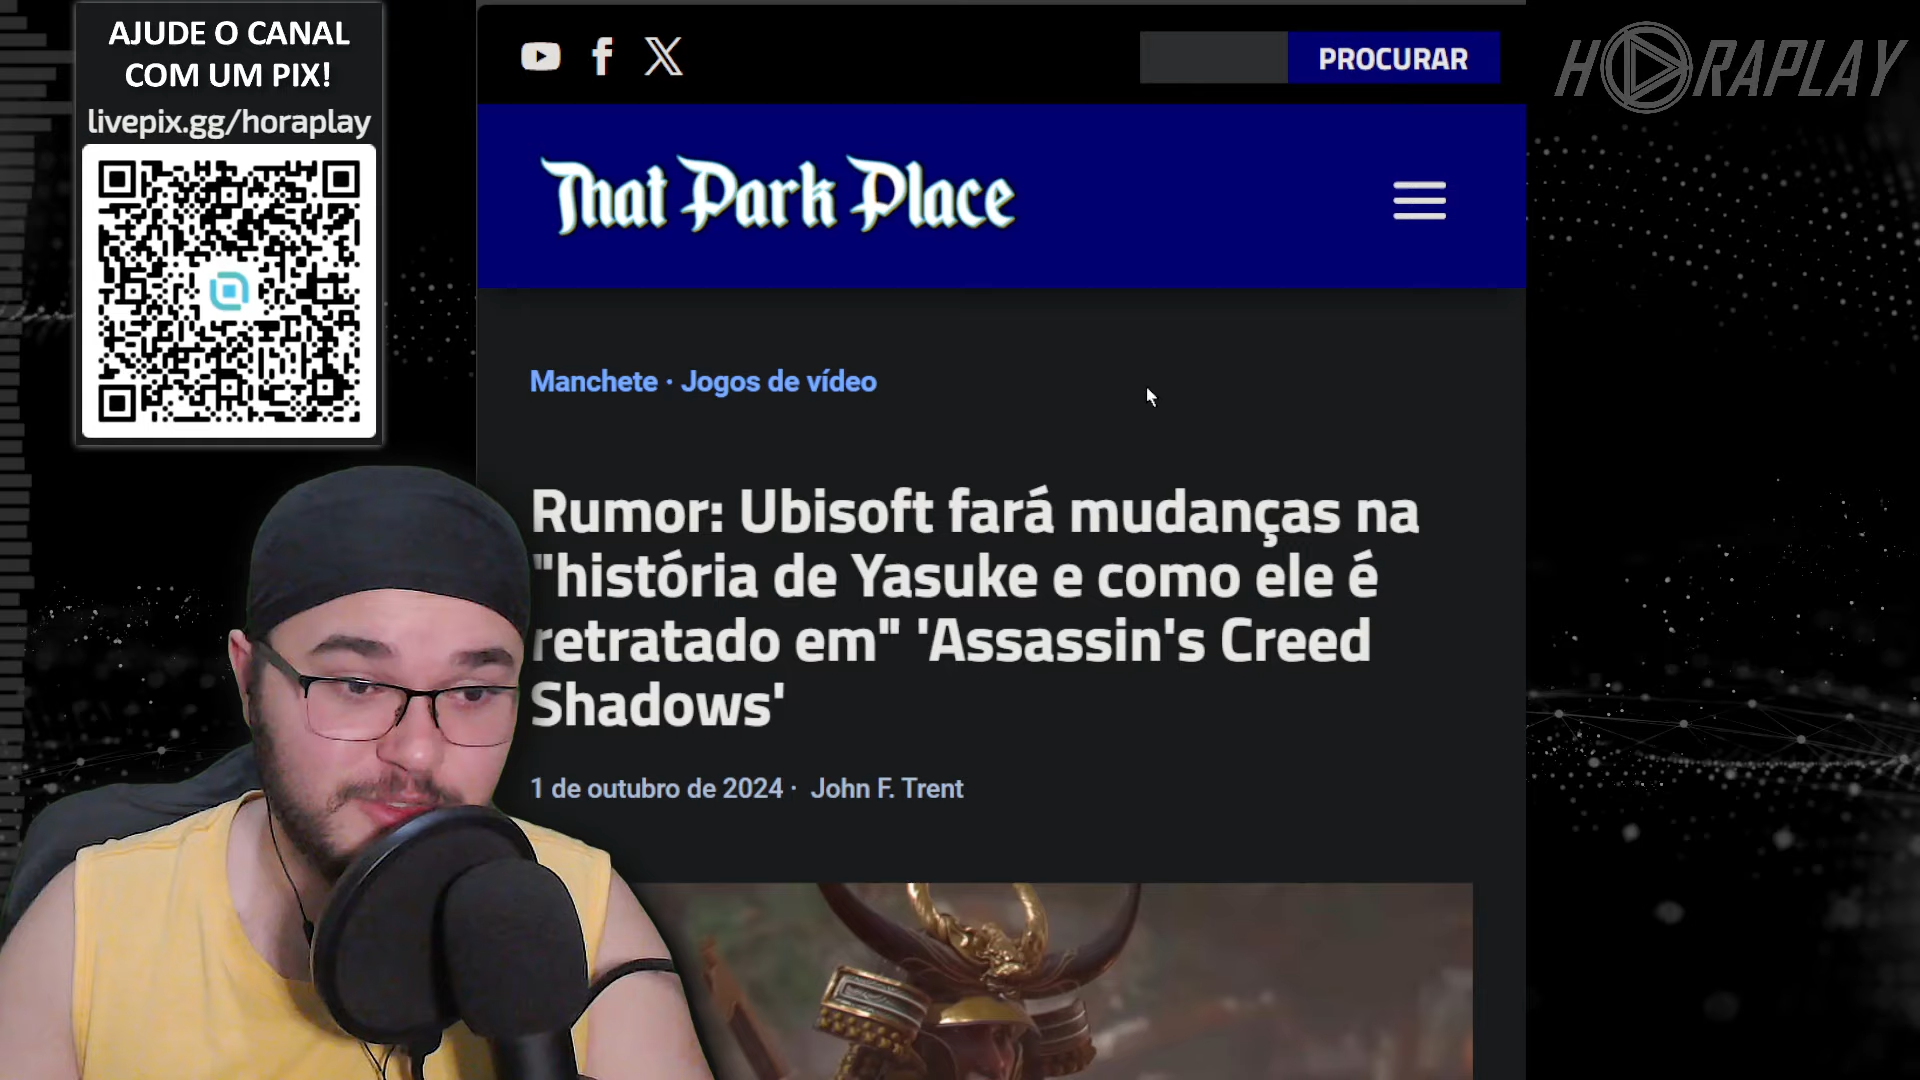 AJUDE O CANAL
COM UM PIX!
livepix.gg/horaplay
PROCURAR
HORAPLAY
That Park Place
Manchete · Jogos de vídeo
Rumor: Ubisoft fará mudanças na
"história de Yasuke e como ele é
retratado em" 'Assassin's Creed
Shadows'
1 de outubro de 2024 · John F. Trent